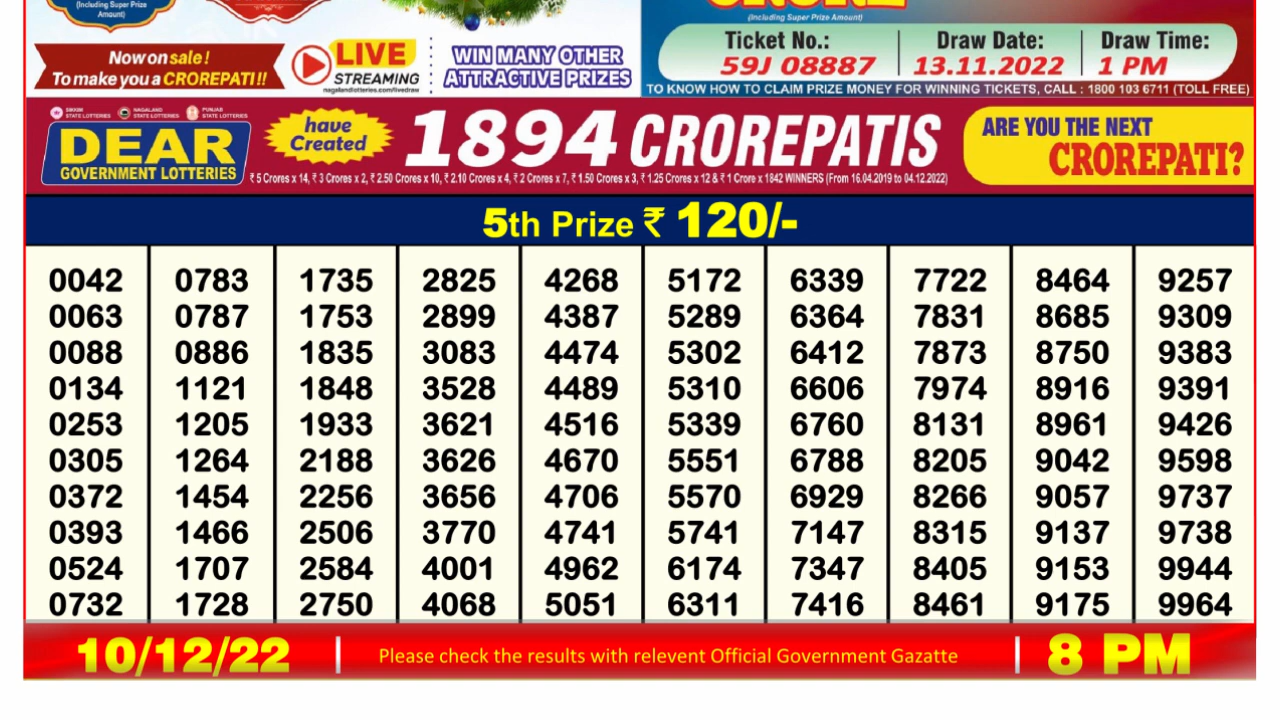 (Including Super Prize
Amount)
Now on sale!
To make you a CROREPATI!!
LIVE
STREAMING
nagalandlotteries.com/livedraw
WIN MANY OTHER
ATTRACTIVE PRIZES
(Including Super Prize Amount)
Ticket No.: Draw Date: Draw Time:
59J 08887 13.11.2022 1 PM
TO KNOW HOW TO CLAIM PRIZE MONEY FOR WINNING TICKETS, CALL : 1800 103 6711 (TOLL FREE)
SIKKIM STATE LOTTERIES NAGALAND STATE LOTTERIES PUNJAB STATE LOTTERIES
DEAR
GOVERNMENT LOTTERIES
have
Created
1894 CROREPATIS
₹ 5 Crores x 14, ₹ 3 Crores x 2, ₹ 2.50 Crores x 10, ₹ 2.10 Crores x 4, ₹ 2 Crores x 7, ₹ 1.50 Crores x 3, ₹ 1.25 Crores x 12 & ₹ 1 Crore x 1842 WINNERS (From 16.04.2019 to 04.12.2022)
ARE YOU THE NEXT
CROREPATI?
5th Prize ₹ 120/-
0042 0783 1735 2825 4268 5172 6339 7722 8464 9257
0063 0787 1753 2899 4387 5289 6364 7831 8685 9309
0088 0886 1835 3083 4474 5302 6412 7873 8750 9383
0134 1121 1848 3528 4489 5310 6606 7974 8916 9391
0253 1205 1933 3621 4516 5339 6760 8131 8961 9426
0305 1264 2188 3626 4670 5551 6788 8205 9042 9598
0372 1454 2256 3656 4706 5570 6929 8266 9057 9737
0393 1466 2506 3770 4741 5741 7147 8315 9137 9738
0524 1707 2584 4001 4962 6174 7347 8405 9153 9944
0732 1728 2750 4068 5051 6311 7416 8461 9175 9964
10/12/22 Please check the results with relevent Official Government Gazatte 8 PM